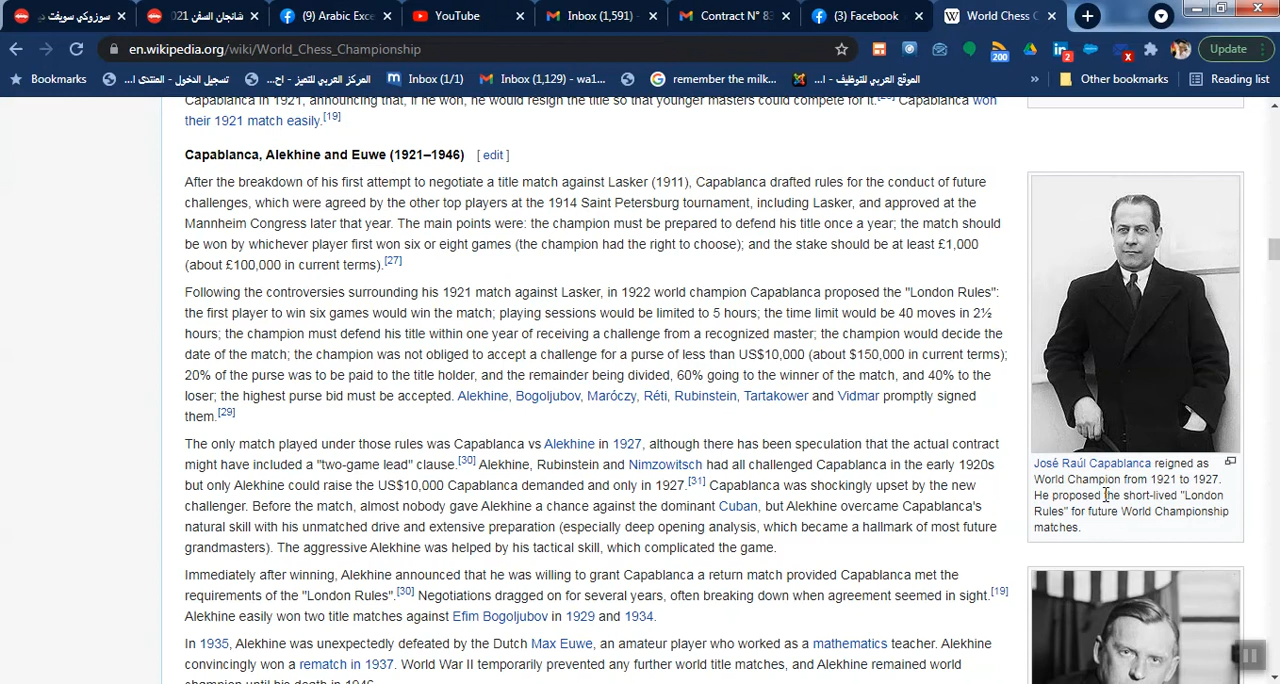 سوزوكي سويفت
شانجان السفن 2021
(9) Arabic Exce
YouTube
Inbox (1,591)
Contract N° 83
(3) Facebook
World Chess C
en.wikipedia.org/wiki/World_Chess_Championship
200
2
x
Update
Bookmarks
تسجيل الدخول - المنتدى ا...
المركز العربي للتميز - اح...
Inbox (1/1)
Inbox (1,129) - wa1...
remember the milk...
الموقع العربي للتوظيف - ا...
»
Other bookmarks
Reading list
Capablanca in 1921, announcing that, if he won, he would resign the title so that younger masters could compete for it. Capablanca won
their 1921 match easily.[19]
Capablanca, Alekhine and Euwe (1921–1946) [ edit ]
After the breakdown of his first attempt to negotiate a title match against Lasker (1911), Capablanca drafted rules for the conduct of future
challenges, which were agreed by the other top players at the 1914 Saint Petersburg tournament, including Lasker, and approved at the
Mannheim Congress later that year. The main points were: the champion must be prepared to defend his title once a year; the match should
be won by whichever player first won six or eight games (the champion had the right to choose); and the stake should be at least £1,000
(about £100,000 in current terms).[27]
Following the controversies surrounding his 1921 match against Lasker, in 1922 world champion Capablanca proposed the "London Rules":
the first player to win six games would win the match; playing sessions would be limited to 5 hours; the time limit would be 40 moves in 2½
hours; the champion must defend his title within one year of receiving a challenge from a recognized master; the champion would decide the
date of the match; the champion was not obliged to accept a challenge for a purse of less than US$10,000 (about $150,000 in current terms);
20% of the purse was to be paid to the title holder, and the remainder being divided, 60% going to the winner of the match, and 40% to the
loser; the highest purse bid must be accepted. Alekhine, Bogoljubov, Maróczy, Réti, Rubinstein, Tartakower and Vidmar promptly signed
them.[29]
The only match played under those rules was Capablanca vs Alekhine in 1927, although there has been speculation that the actual contract
might have included a "two-game lead" clause.[30] Alekhine, Rubinstein and Nimzowitsch had all challenged Capablanca in the early 1920s
but only Alekhine could raise the US$10,000 Capablanca demanded and only in 1927.[31] Capablanca was shockingly upset by the new
challenger. Before the match, almost nobody gave Alekhine a chance against the dominant Cuban, but Alekhine overcame Capablanca's
natural skill with his unmatched drive and extensive preparation (especially deep opening analysis, which became a hallmark of most future
grandmasters). The aggressive Alekhine was helped by his tactical skill, which complicated the game.
Immediately after winning, Alekhine announced that he was willing to grant Capablanca a return match provided Capablanca met the
requirements of the "London Rules".[30] Negotiations dragged on for several years, often breaking down when agreement seemed in sight.[19]
Alekhine easily won two title matches against Efim Bogoljubov in 1929 and 1934.
In 1935, Alekhine was unexpectedly defeated by the Dutch Max Euwe, an amateur player who worked as a mathematics teacher. Alekhine
convincingly won a rematch in 1937. World War II temporarily prevented any further world title matches, and Alekhine remained world
champion until his death in 1946.
José Raúl Capablanca reigned as
World Champion from 1921 to 1927.
He proposed the short-lived "London
Rules" for future World Championship
matches.